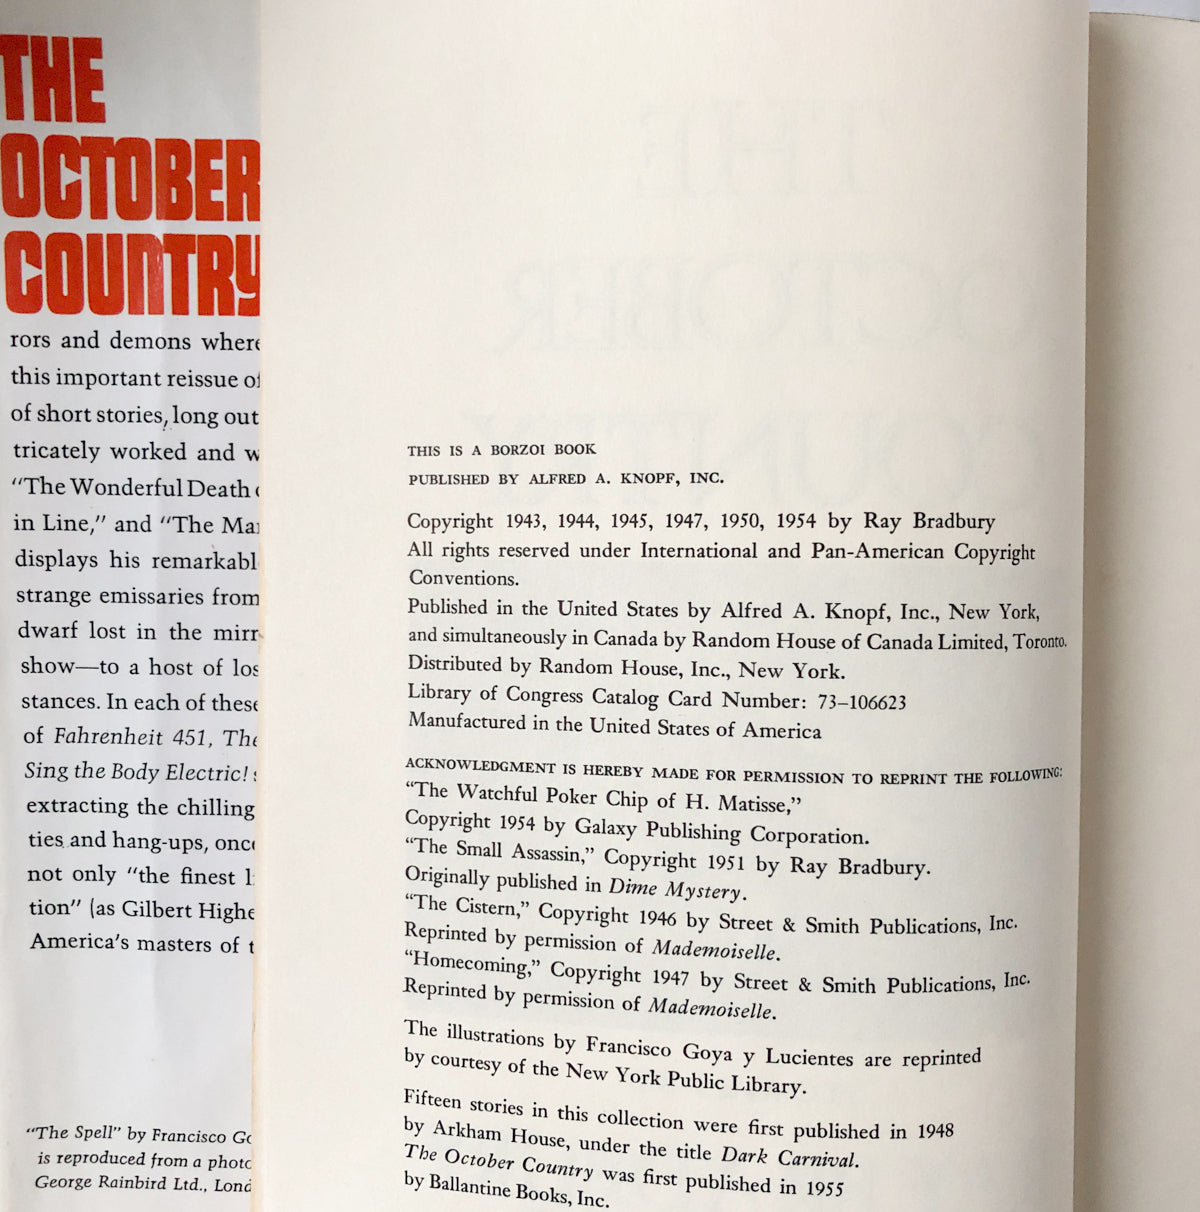 THE
OCTOBER
COUNTRY
rors and demons where
this important reissue of
of short stories, long out
tricately worked and
"The Wonderful Death
in Line," and "The
displays his
strange emissaries from
dwarf lost in the
show—to a host of
stances. In each of these
of Fahrenheit 451, The
Sing the Body Electric!
extracting the chilling
ties and hang-ups, once
not only "the finest
tion" (as Gilbert
America's masters of
"The Spell" by Francisco
is reproduced from a
George Rainbird Ltd.,
THIS IS A BORZOI BOOK
PUBLISHED BY ALFRED A. KNOPF, INC.
Copyright 1943, 1944, 1945, 1947, 1950, 1954 by Ray Bradbury
All rights reserved under International and Pan-American Copyright
Conventions.
Published in the United States by Alfred A. Knopf, Inc., New York,
and simultaneously in Canada by Random House of Canada Limited, Toronto.
Distributed by Random House, Inc., New York.
Library of Congress Catalog Card Number: 73–106623
Manufactured in the United States of America
ACKNOWLEDGMENT IS HEREBY MADE FOR PERMISSION TO REPRINT THE FOLLOWING:
"The Watchful Poker Chip of H. Matisse,"
Copyright 1954 by Galaxy Publishing Corporation.
"The Small Assassin," Copyright 1951 by Ray Bradbury.
Originally published in Dime Mystery.
"The Cistern," Copyright 1946 by Street & Smith Publications, Inc.
Reprinted by permission of Mademoiselle.
"Homecoming," Copyright 1947 by Street & Smith Publications, Inc.
Reprinted by permission of Mademoiselle.
The illustrations by Francisco Goya y Lucientes are reprinted
by courtesy of the New York Public Library.
Fifteen stories in this collection were first published in 1948
by Arkham House, under the title Dark Carnival.
The October Country was first published in 1955
by Ballantine Books, Inc.